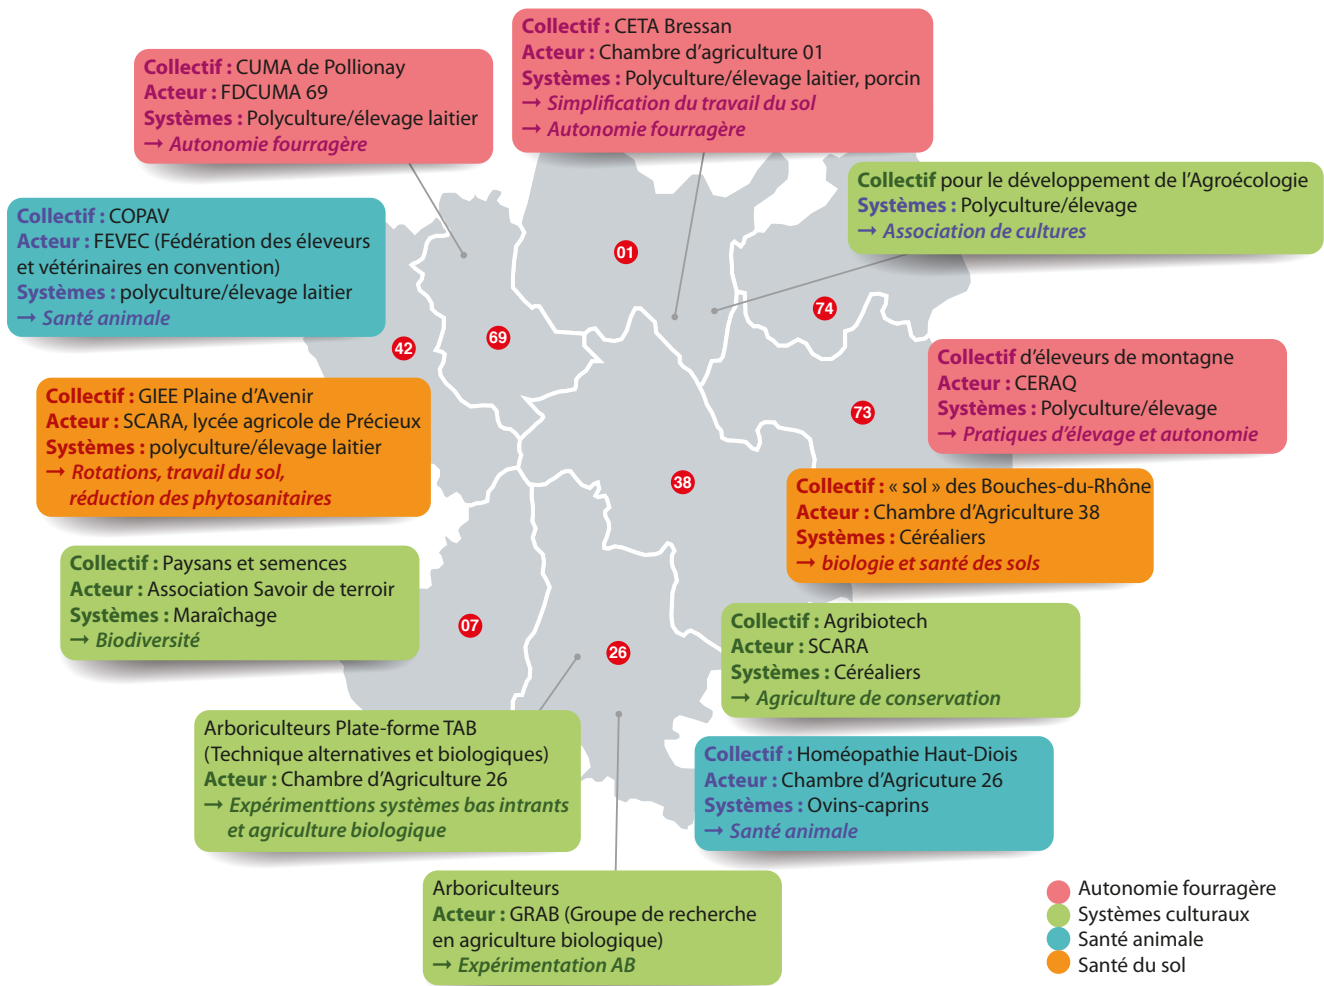 Collectif : CETA Bressan
Acteur : Chambre d'agriculture 01
Systèmes : Polyculture/élevage laitier, porcin
→ Simplification du travail du sol
→ Autonomie fourragère
Collectif : CUMA de Pollionay
Acteur : FDCUMA 69
Systèmes : Polyculture/élevage laitier
→ Autonomie fourragère
Collectif pour le développement de l'Agroécologie
Systèmes : Polyculture/élevage
→ Association de cultures
Collectif : COPAV
Acteur : FEVEC (Fédération des éleveurs
et vétérinaires en convention)
Systèmes : polyculture/élevage laitier
→ Santé animale
01
74
69
42
Collectif d'éleveurs de montagne
Acteur : CERAQ
Systèmes : Polyculture/élevage
→ Pratiques d'élevage et autonomie
73
Collectif : GIEE Plaine d'Avenir
Acteur : SCARA, lycée agricole de Précieux
Systèmes : polyculture/élevage laitier
→ Rotations, travail du sol,
réduction des phytosanitaires
38
Collectif : « sol » des Bouches-du-Rhône
Acteur : Chambre d'Agriculture 38
Systèmes : Céréaliers
→ biologie et santé des sols
Collectif : Paysans et semences
Acteur : Association Savoir de terroir
Systèmes : Maraîchage
→ Biodiversité
07
26
Collectif : Agribiotech
Acteur : SCARA
Systèmes : Céréaliers
→ Agriculture de conservation
Arboriculteurs Plate-forme TAB
(Technique alternatives et biologiques)
Acteur : Chambre d'Agriculture 26
→ Expérimenttions systèmes bas intrants
et agriculture biologique
Collectif : Homéopathie Haut-Diois
Acteur : Chambre d'Agricuture 26
Systèmes : Ovins-caprins
→ Santé animale
Arboriculteurs
Acteur : GRAB (Groupe de recherche
en agriculture biologique)
→ Expérimentation AB
Autonomie fourragère
Systèmes culturaux
Santé animale
Santé du sol